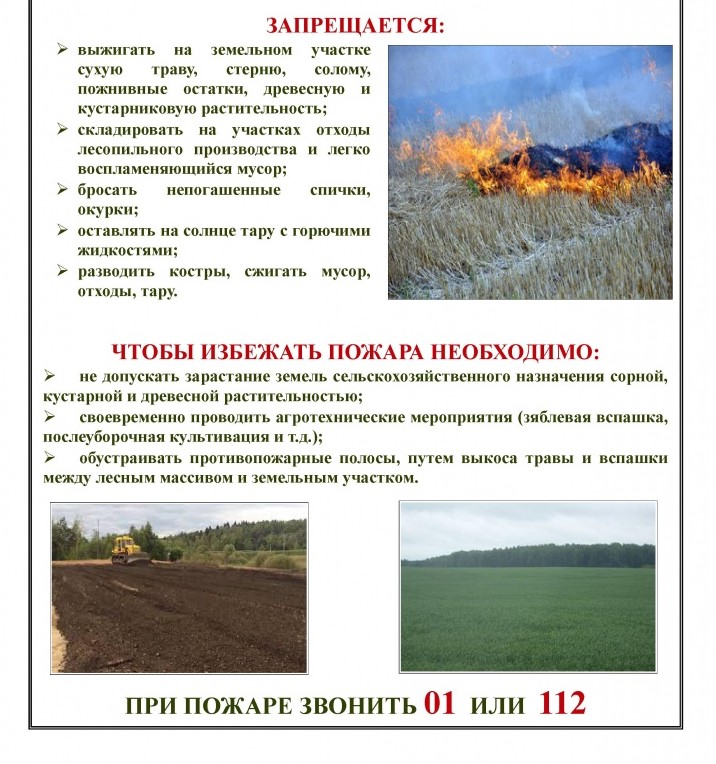 ЗАПРЕЩАЕТСЯ:
➢ выжигать на земельном участке
сухую траву, стерню, солому,
пожнивные остатки, древесную и
кустарниковую растительность;
➢ складировать на участках отходы
лесопильного производства и легко
воспламеняющийся мусор;
➢ бросать непогашенные спички,
окурки;
➢ оставлять на солнце тару с горючими
жидкостями;
➢ разводить костры, сжигать мусор,
отходы, тару.
ЧТОБЫ ИЗБЕЖАТЬ ПОЖАРА НЕОБХОДИМО:
➢ не допускать зарастание земель сельскохозяйственного назначения сорной,
кустарной и древесной растительностью;
➢ своевременно проводить агротехнические мероприятия (зяблевая вспашка,
послеуборочная культивация и т.д.);
➢ обустраивать противопожарные полосы, путем выкоса травы и вспашки
между лесным массивом и земельным участком.
ПРИ ПОЖАРЕ ЗВОНИТЬ 01 ИЛИ 112